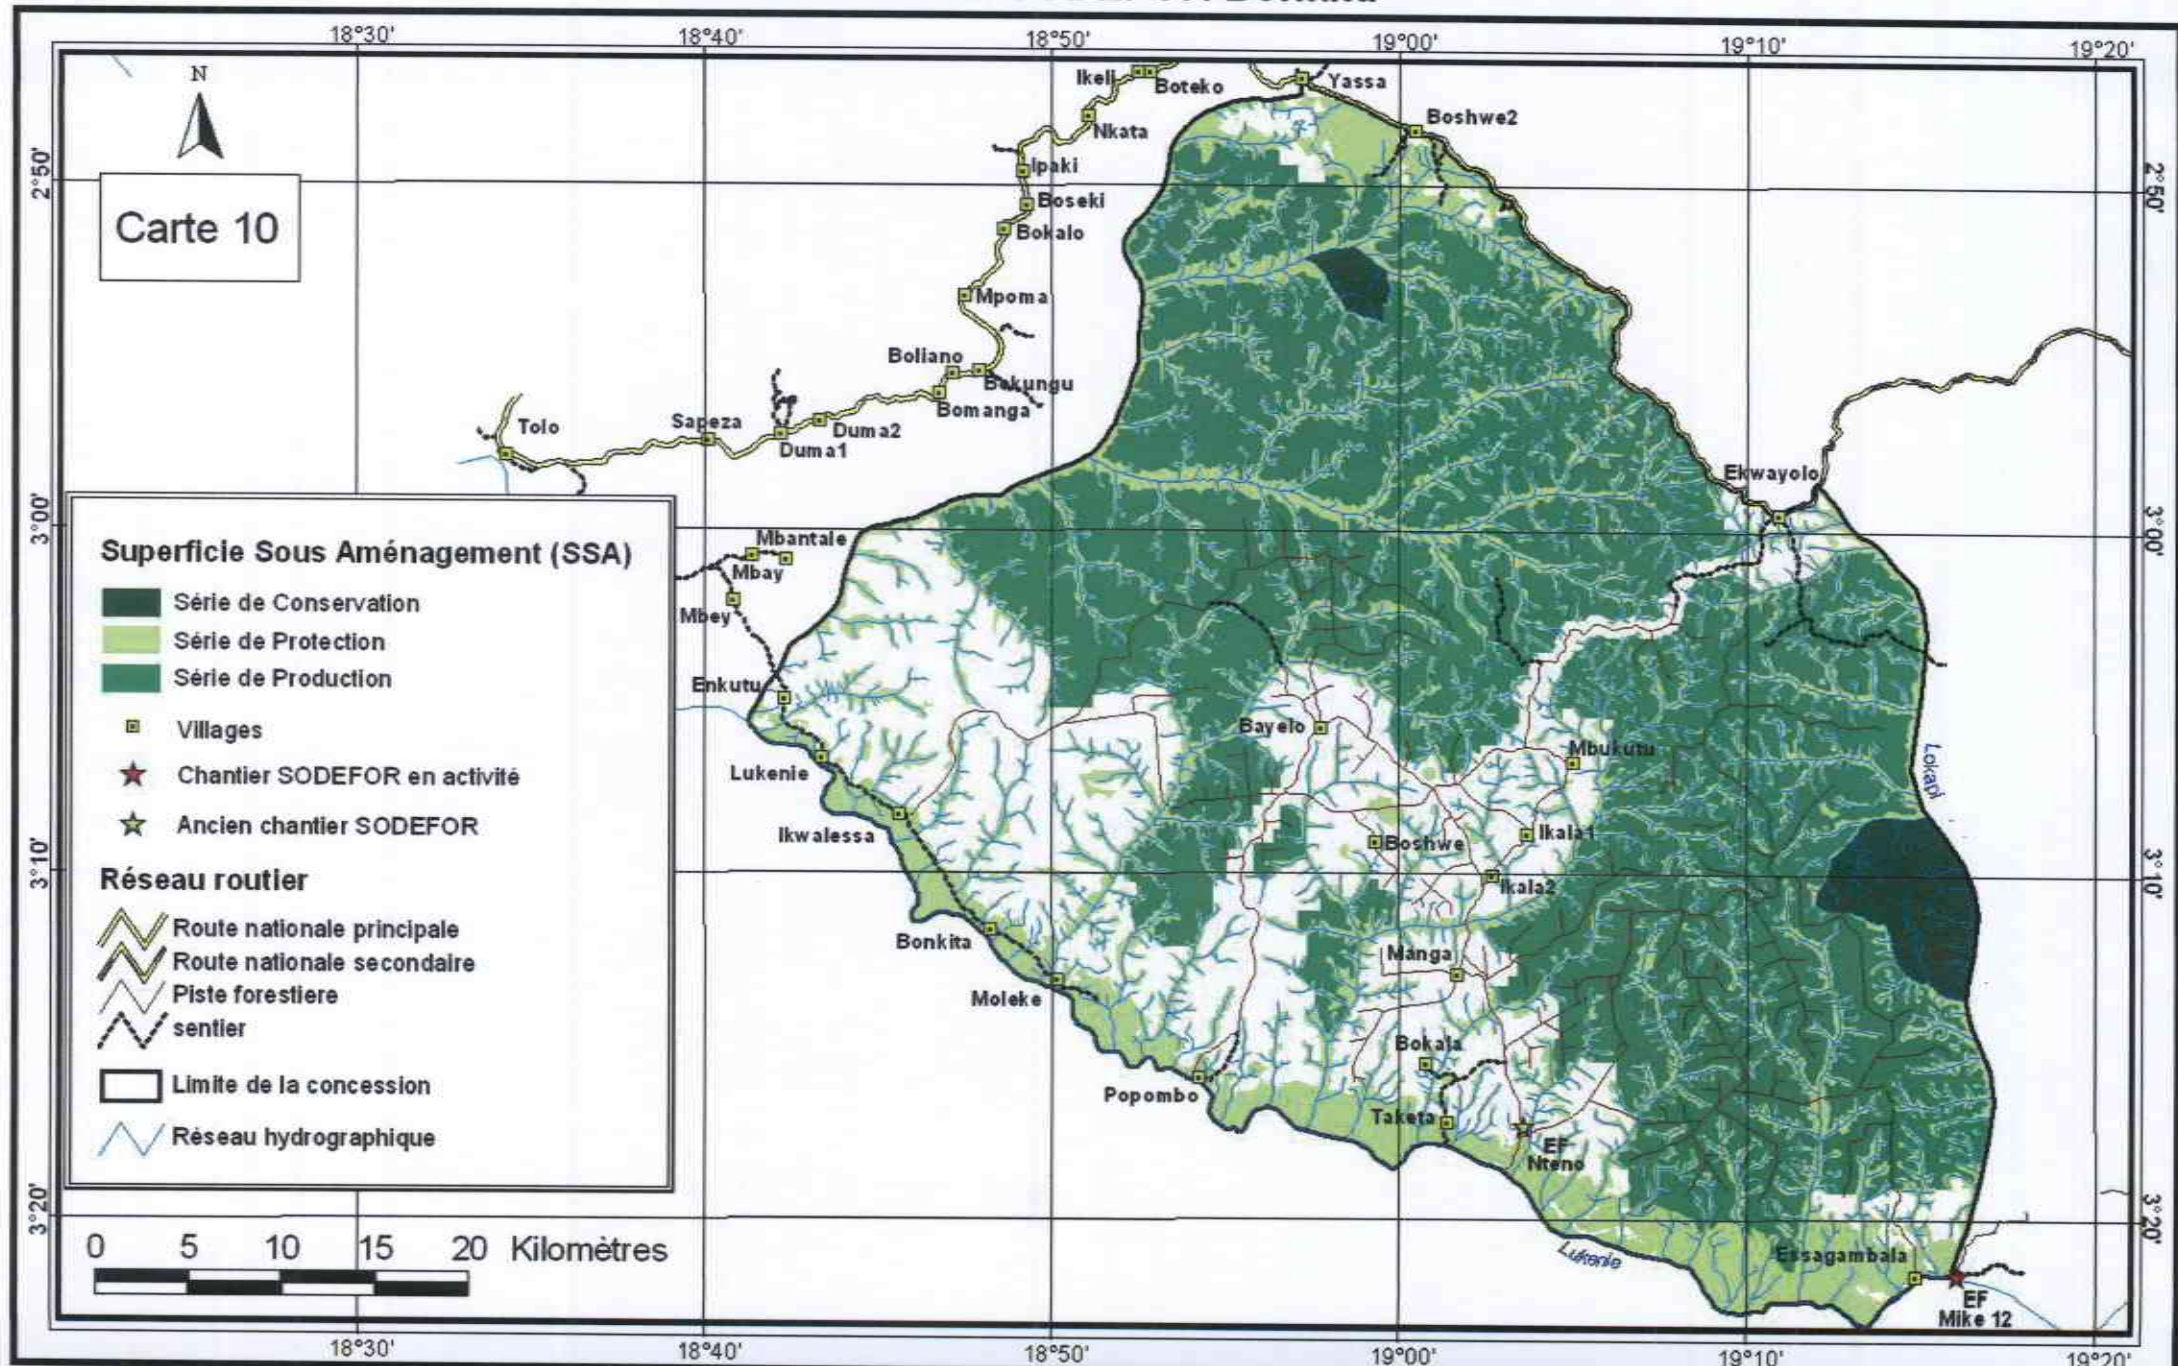 18°30'
18°40'
18°50'
19°00'
19°10'
19°20'
N
Carte 10
2°50'
2°50'
Ikeli
Boteko
Yassa
Nkata
Boshwe2
Ipaki
Boseki
Bokalo
Mpoma
Boliano
Bokungu
Bomanga
Tolo
Sapeza
Duma2
Duma1
Ekwayolo
3°00'
3°00'
Mbantale
Mbay
Mbey
Enkutu
Bayelo
Mbukutu
Lukenie
Lokapi
Ikwalessa
Boshwe
Ikala1
3°10'
3°10'
Ikala2
Bonkita
Manga
Moleke
Bokala
Popombo
Taketa
EF
Nteno
3°20'
3°20'
Lukenie
Essagambala
EF
Mike 12
Superficie Sous Aménagement (SSA)
Série de Conservation
Série de Protection
Série de Production
Villages
Chantier SODEFOR en activité
Ancien chantier SODEFOR
Réseau routier
Route nationale principale
Route nationale secondaire
Piste forestiere
sentier
Limite de la concession
Réseau hydrographique
0 5 10 15 20 Kilomètres
18°30'
18°40'
18°50'
19°00'
19°10'
19°20'